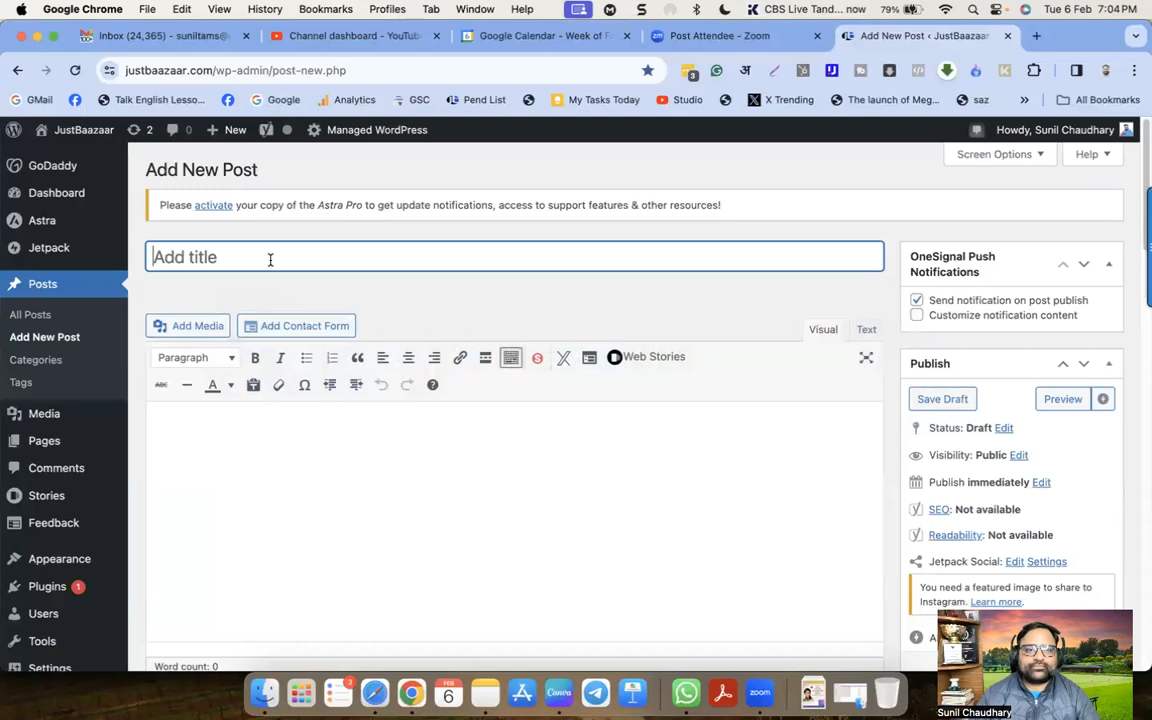 Google Chrome File Edit View History Bookmarks Profiles Tab Window Help CBS Live Tand... now 79% Tue 6 Feb 7:04 PM
Inbox (24,365) - suniltams@ Channel dashboard - YouTube Google Calendar - Week of F Post Attendee - Zoom Add New Post ‹ JustBaazaar
justbaazaar.com/wp-admin/post-new.php
GMail Talk English Lesso... Google Analytics GSC Pend List My Tasks Today Studio X Trending The launch of Meg... saz » All Bookmarks
JustBaazaar 2 0 New Managed WordPress Howdy, Sunil Chaudhary
Screen Options Help
GoDaddy
Dashboard
Astra
Jetpack
Posts
All Posts
Add New Post
Categories
Tags
Media
Pages
Comments
Stories
Feedback
Appearance
Plugins 1
Users
Tools
Settings
Add New Post
Please activate your copy of the Astra Pro to get update notifications, access to support features & other resources!
Add title
Add Media Add Contact Form Visual Text
Paragraph Web Stories
Word count: 0
OneSignal Push
Notifications
Send notification on post publish
Customize notification content
Publish
Save Draft Preview
Status: Draft Edit
Visibility: Public Edit
Publish immediately Edit
SEO: Not available
Readability: Not available
Jetpack Social: Edit Settings
You need a featured image to share to
Instagram. Learn more.
Sunil Chaudhary
FEB
6
3
zoom